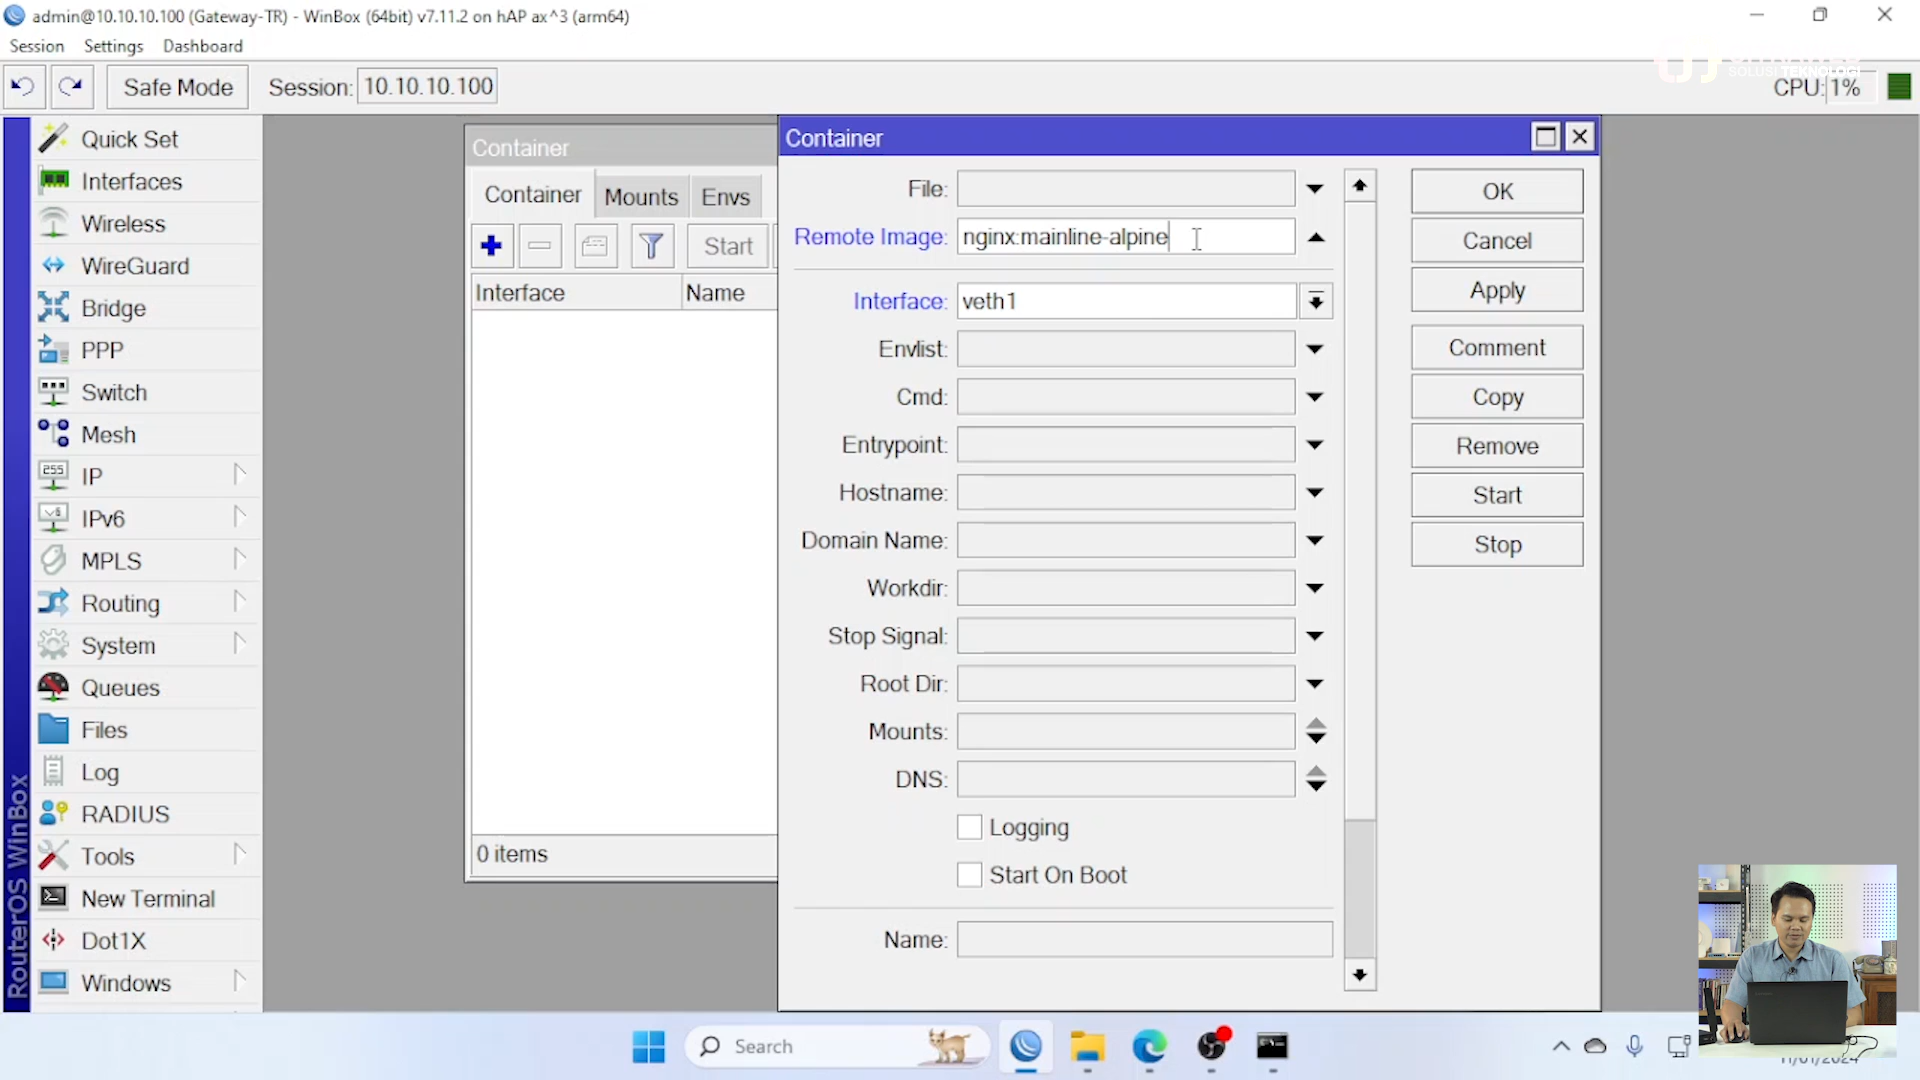 admin@10.10.10.100 (Gateway-TR) - WinBox (64bit) v7.11.2 on hAP ax^3 (arm64)
Session Settings Dashboard
SOLUSI TEKNOLOGI
Safe Mode Session: 10.10.10.100 CPU: 1%
Quick Set
Interfaces
Wireless
WireGuard
Bridge
PPP
Switch
Mesh
IP
IPv6
MPLS
Routing
System
Queues
Files
Log
RADIUS
Tools
New Terminal
Dot1X
Windows
RouterOS WinBox
Container
Container Mounts Envs
Start
Interface Name
0 items
Container
File:
Remote Image: nginx:mainline-alpine
Interface: veth1
Envlist:
Cmd:
Entrypoint:
Hostname:
Domain Name:
Workdir:
Stop Signal:
Root Dir:
Mounts:
DNS:
Logging
Start On Boot
Name:
OK
Cancel
Apply
Comment
Copy
Remove
Start
Stop
Search
11/01/2024